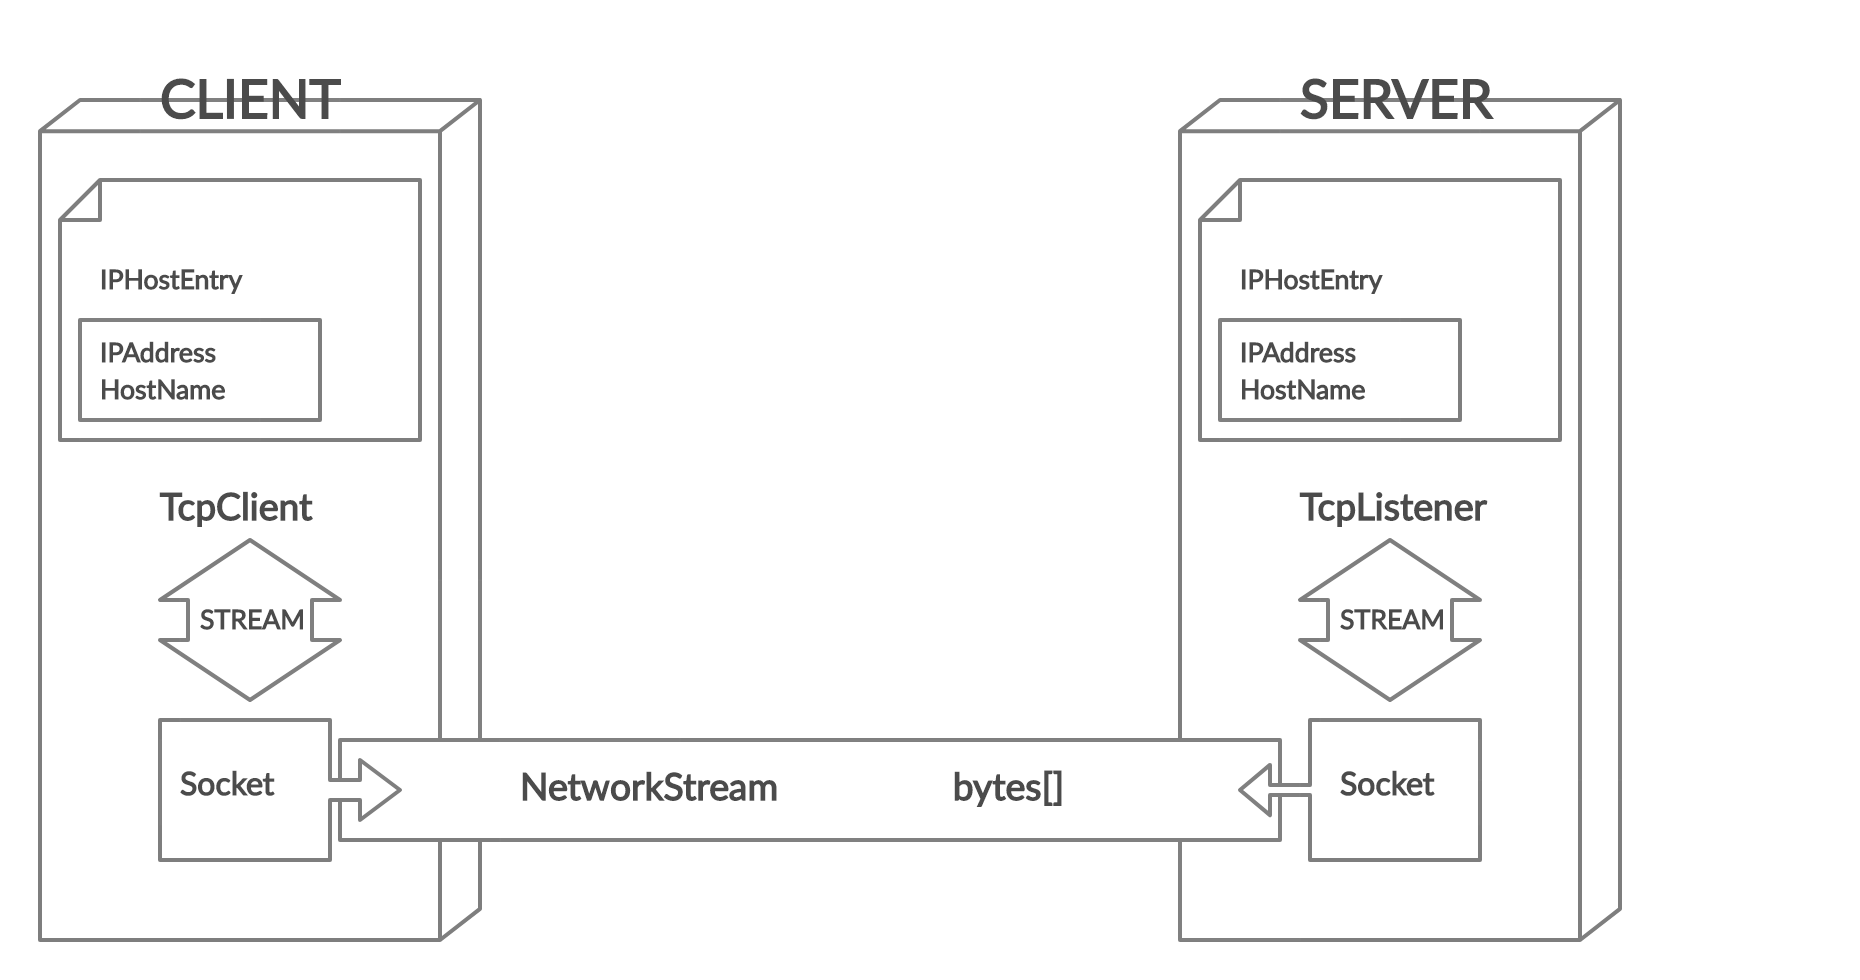 CLIENT
IPHostEntry
IPAddress
HostName
TcpClient
STREAM
Socket
NetworkStream
bytes[]
SERVER
IPHostEntry
IPAddress
HostName
TcpListener
STREAM
Socket